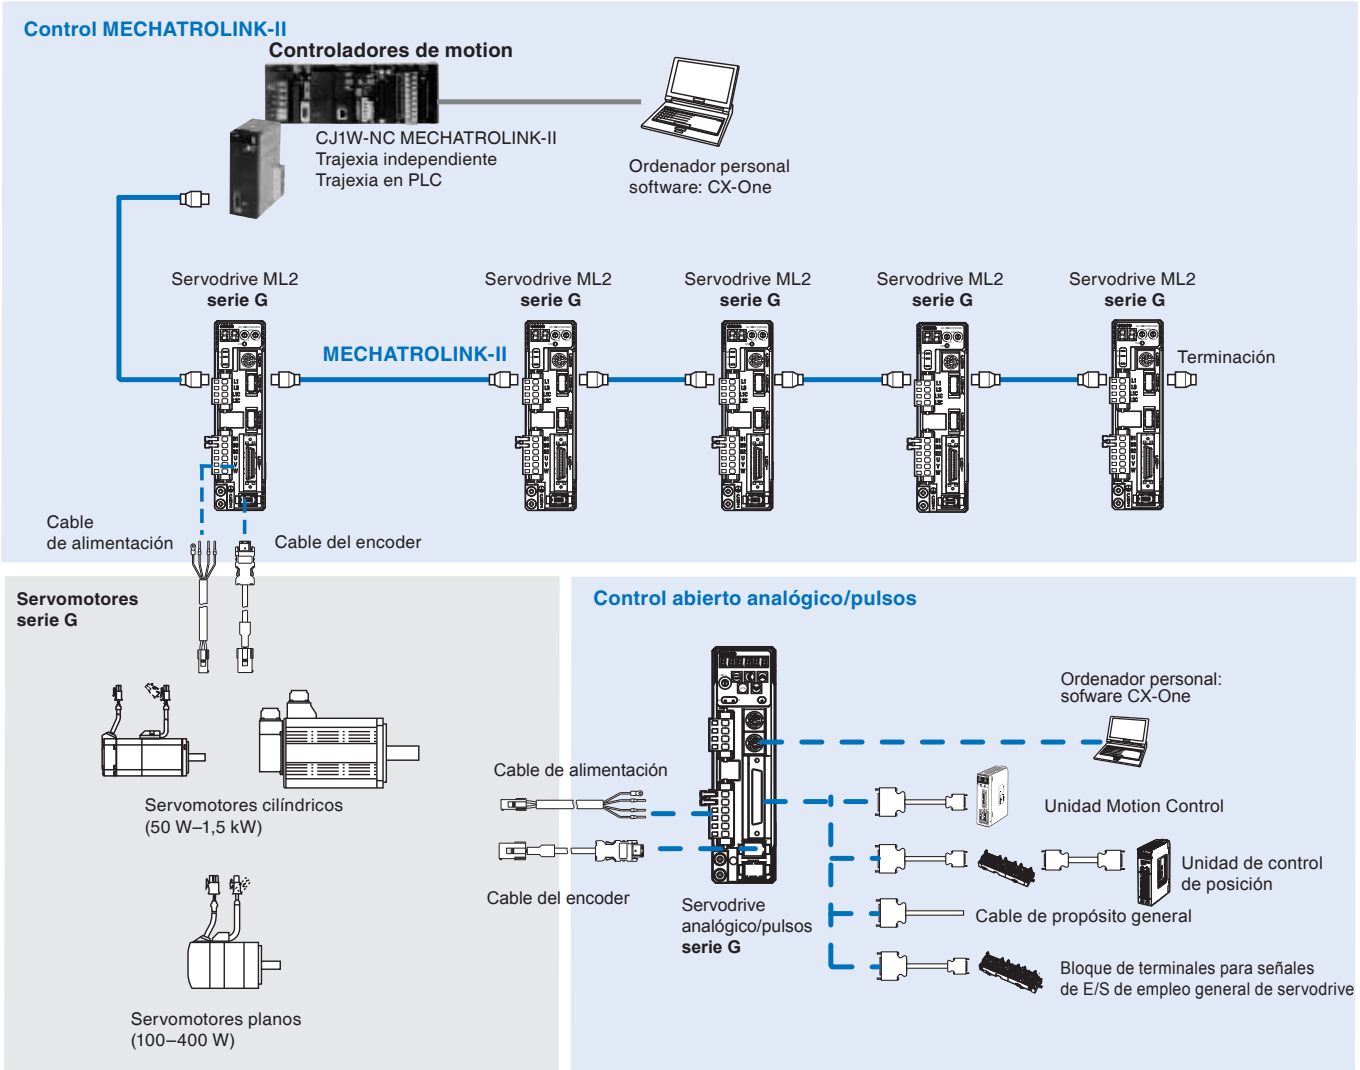 Control MECHATROLINK-II
Controladores de motion
CJ1W-NC MECHATROLINK-II
Trajexia independiente
Trajexia en PLC
Ordenador personal
software: CX-One
Servodrive ML2
serie G
Servodrive ML2
serie G
Servodrive ML2
serie G
Servodrive ML2
serie G
Servodrive ML2
serie G
MECHATROLINK-II
Terminación
Cable
de alimentación
Cable del encoder
Servomotores
serie G
Servomotores cilíndricos
(50 W–1,5 kW)
Servomotores planos
(100–400 W)
Control abierto analógico/pulsos
Ordenador personal:
sofware CX-One
Cable de alimentación
Unidad Motion Control
Unidad de control
de posición
Cable del encoder
Servodrive
analógico/pulsos
serie G
Cable de propósito general
Bloque de terminales para señales
de E/S de empleo general de servodrive